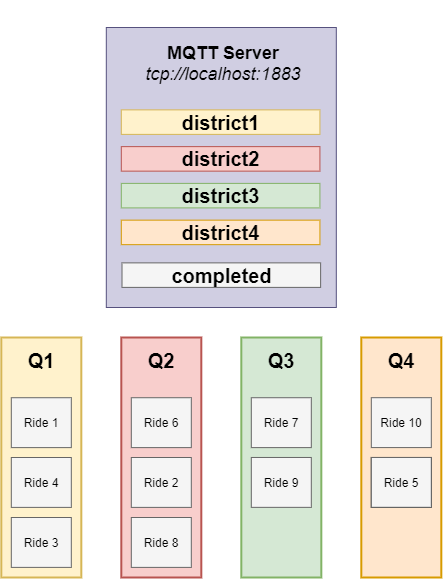 MQTT Server
tcp://localhost:1883
district1
district2
district3
district4
completed
Q1
Q2
Q3
Q4
Ride 1
Ride 6
Ride 7
Ride 10
Ride 4
Ride 2
Ride 9
Ride 5
Ride 3
Ride 8